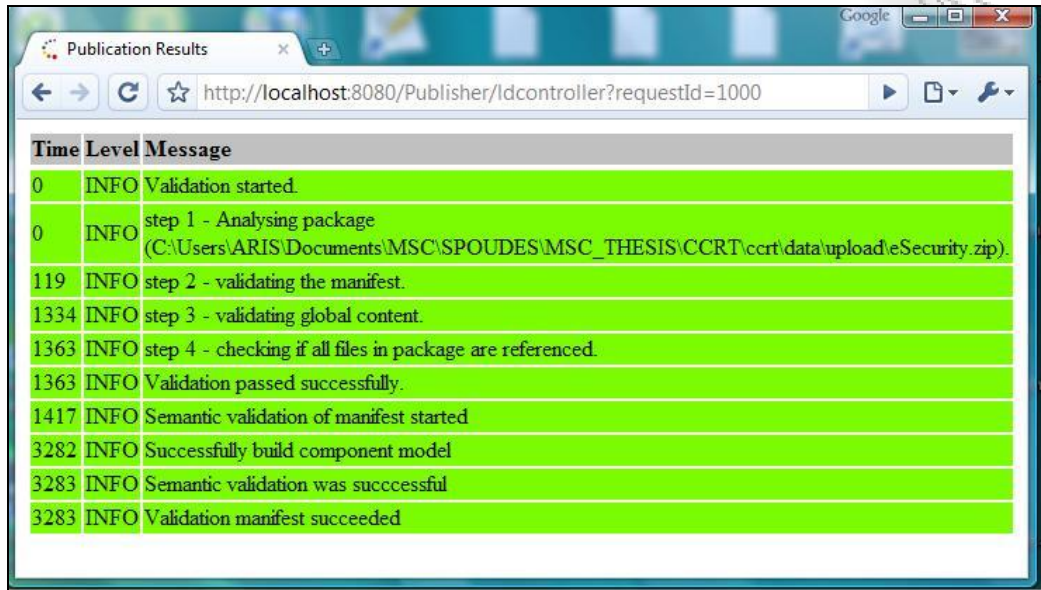 Google
Publication Results
http://localhost:8080/Publisher/ldcontroller?requestId=1000
Time Level Message
0 INFO Validation started.
0 INFO step 1 - Analysing package
(C:\Users\ARIS\Documents\MSC\SPOUDES\MSC_THESIS\CCRT\ccrt\data\upload\eSecurity.zip).
119 INFO step 2 - validating the manifest.
1334 INFO step 3 - validating global content.
1363 INFO step 4 - checking if all files in package are referenced.
1363 INFO Validation passed successfully.
1417 INFO Semantic validation of manifest started
3282 INFO Successfully build component model
3283 INFO Semantic validation was succcessful
3283 INFO Validation manifest succeeded